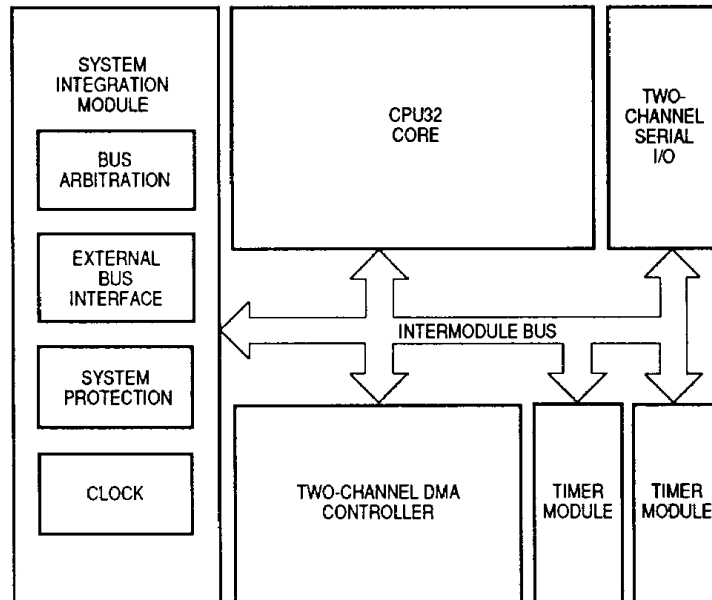 SYSTEM
INTEGRATION
MODULE
BUS
ARBITRATION
EXTERNAL
BUS
INTERFACE
SYSTEM
PROTECTION
CLOCK
CPU32
CORE
TWO-
CHANNEL
SERIAL
I/O
INTERMODULE BUS
TWO-CHANNEL DMA
CONTROLLER
TIMER
MODULE
TIMER
MODULE